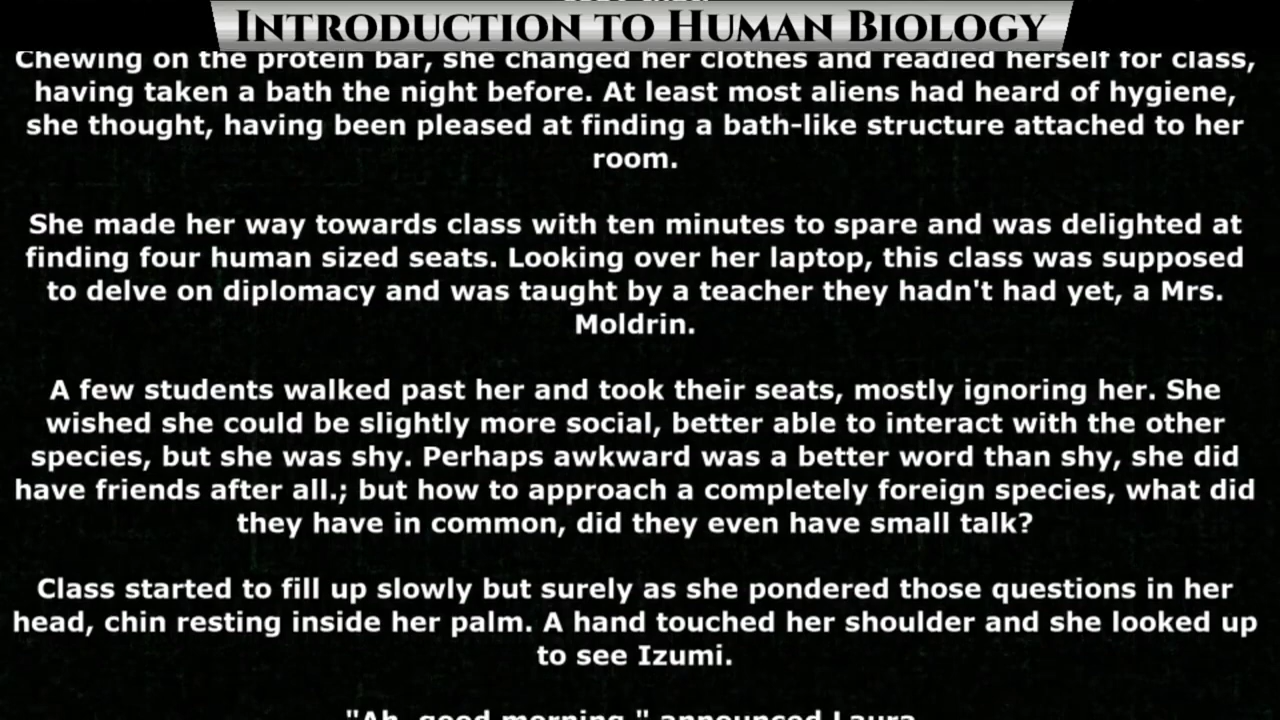 INTRODUCTION TO HUMAN BIOLOGY
Chewing on the protein bar, she changed her clothes and readied herself for class,
having taken a bath the night before. At least most aliens had heard of hygiene,
she thought, having been pleased at finding a bath-like structure attached to her
room.
She made her way towards class with ten minutes to spare and was delighted at
finding four human sized seats. Looking over her laptop, this class was supposed
to delve on diplomacy and was taught by a teacher they hadn't had yet, a Mrs.
Moldrin.
A few students walked past her and took their seats, mostly ignoring her. She
wished she could be slightly more social, better able to interact with the other
species, but she was shy. Perhaps awkward was a better word than shy, she did
have friends after all.; but how to approach a completely foreign species, what did
they have in common, did they even have small talk?
Class started to fill up slowly but surely as she pondered those questions in her
head, chin resting inside her palm. A hand touched her shoulder and she looked up
to see Izumi.
"Ah, good morning," announced Laura